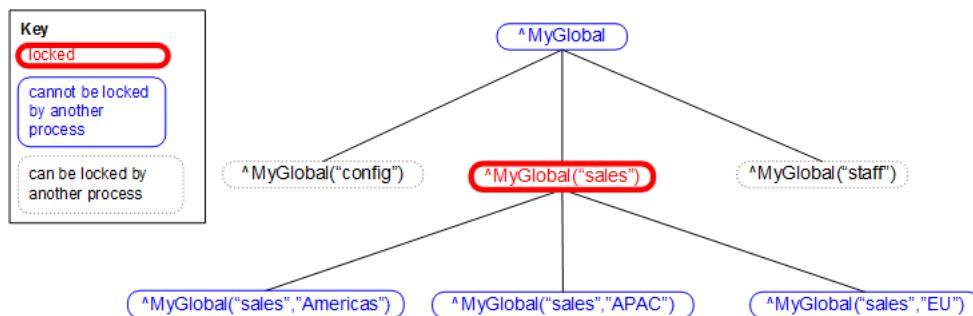 Key
locked
cannot be locked
by another
process
can be locked by
another process
^MyGlobal
^MyGlobal(“config”)
^MyGlobal(“sales”)
^MyGlobal(“staff”)
^MyGlobal(“sales”,”Americas”)
^MyGlobal(“sales”,”APAC”)
^MyGlobal(“sales”,”EU”)